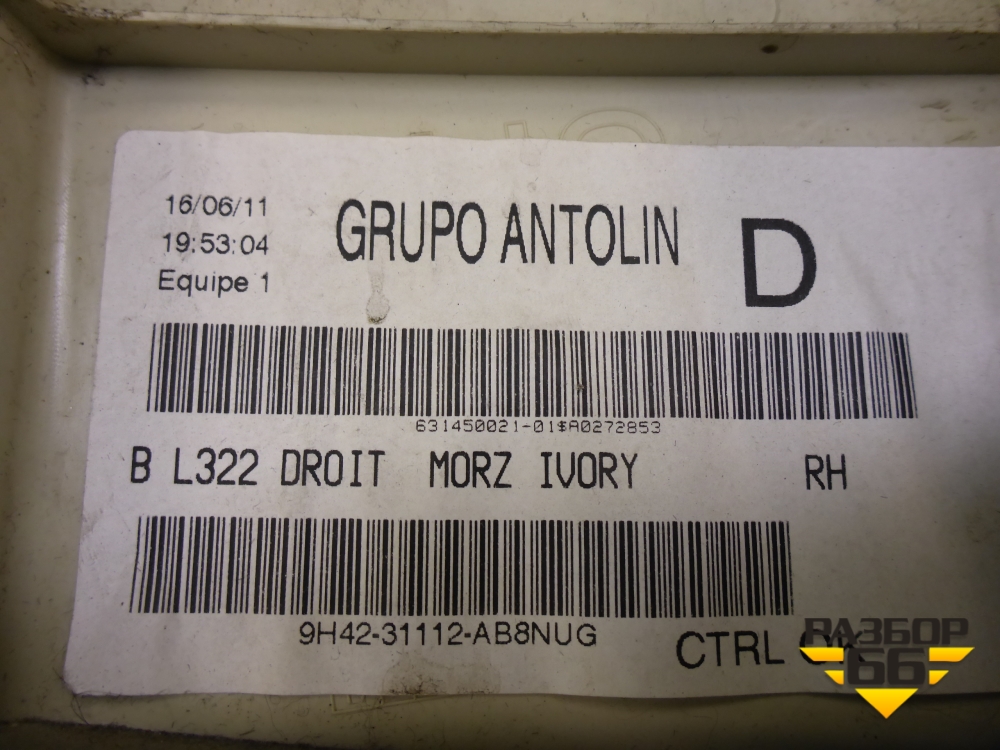 16/06/11
19:53:04
Equipe 1
GRUPO ANTOLIN
D
631450021-01$A0272853
B L322 DROIT MORZ IVORY RH
9H42-31112-AB8NUG
CTRL OK
РАЗБОР
66